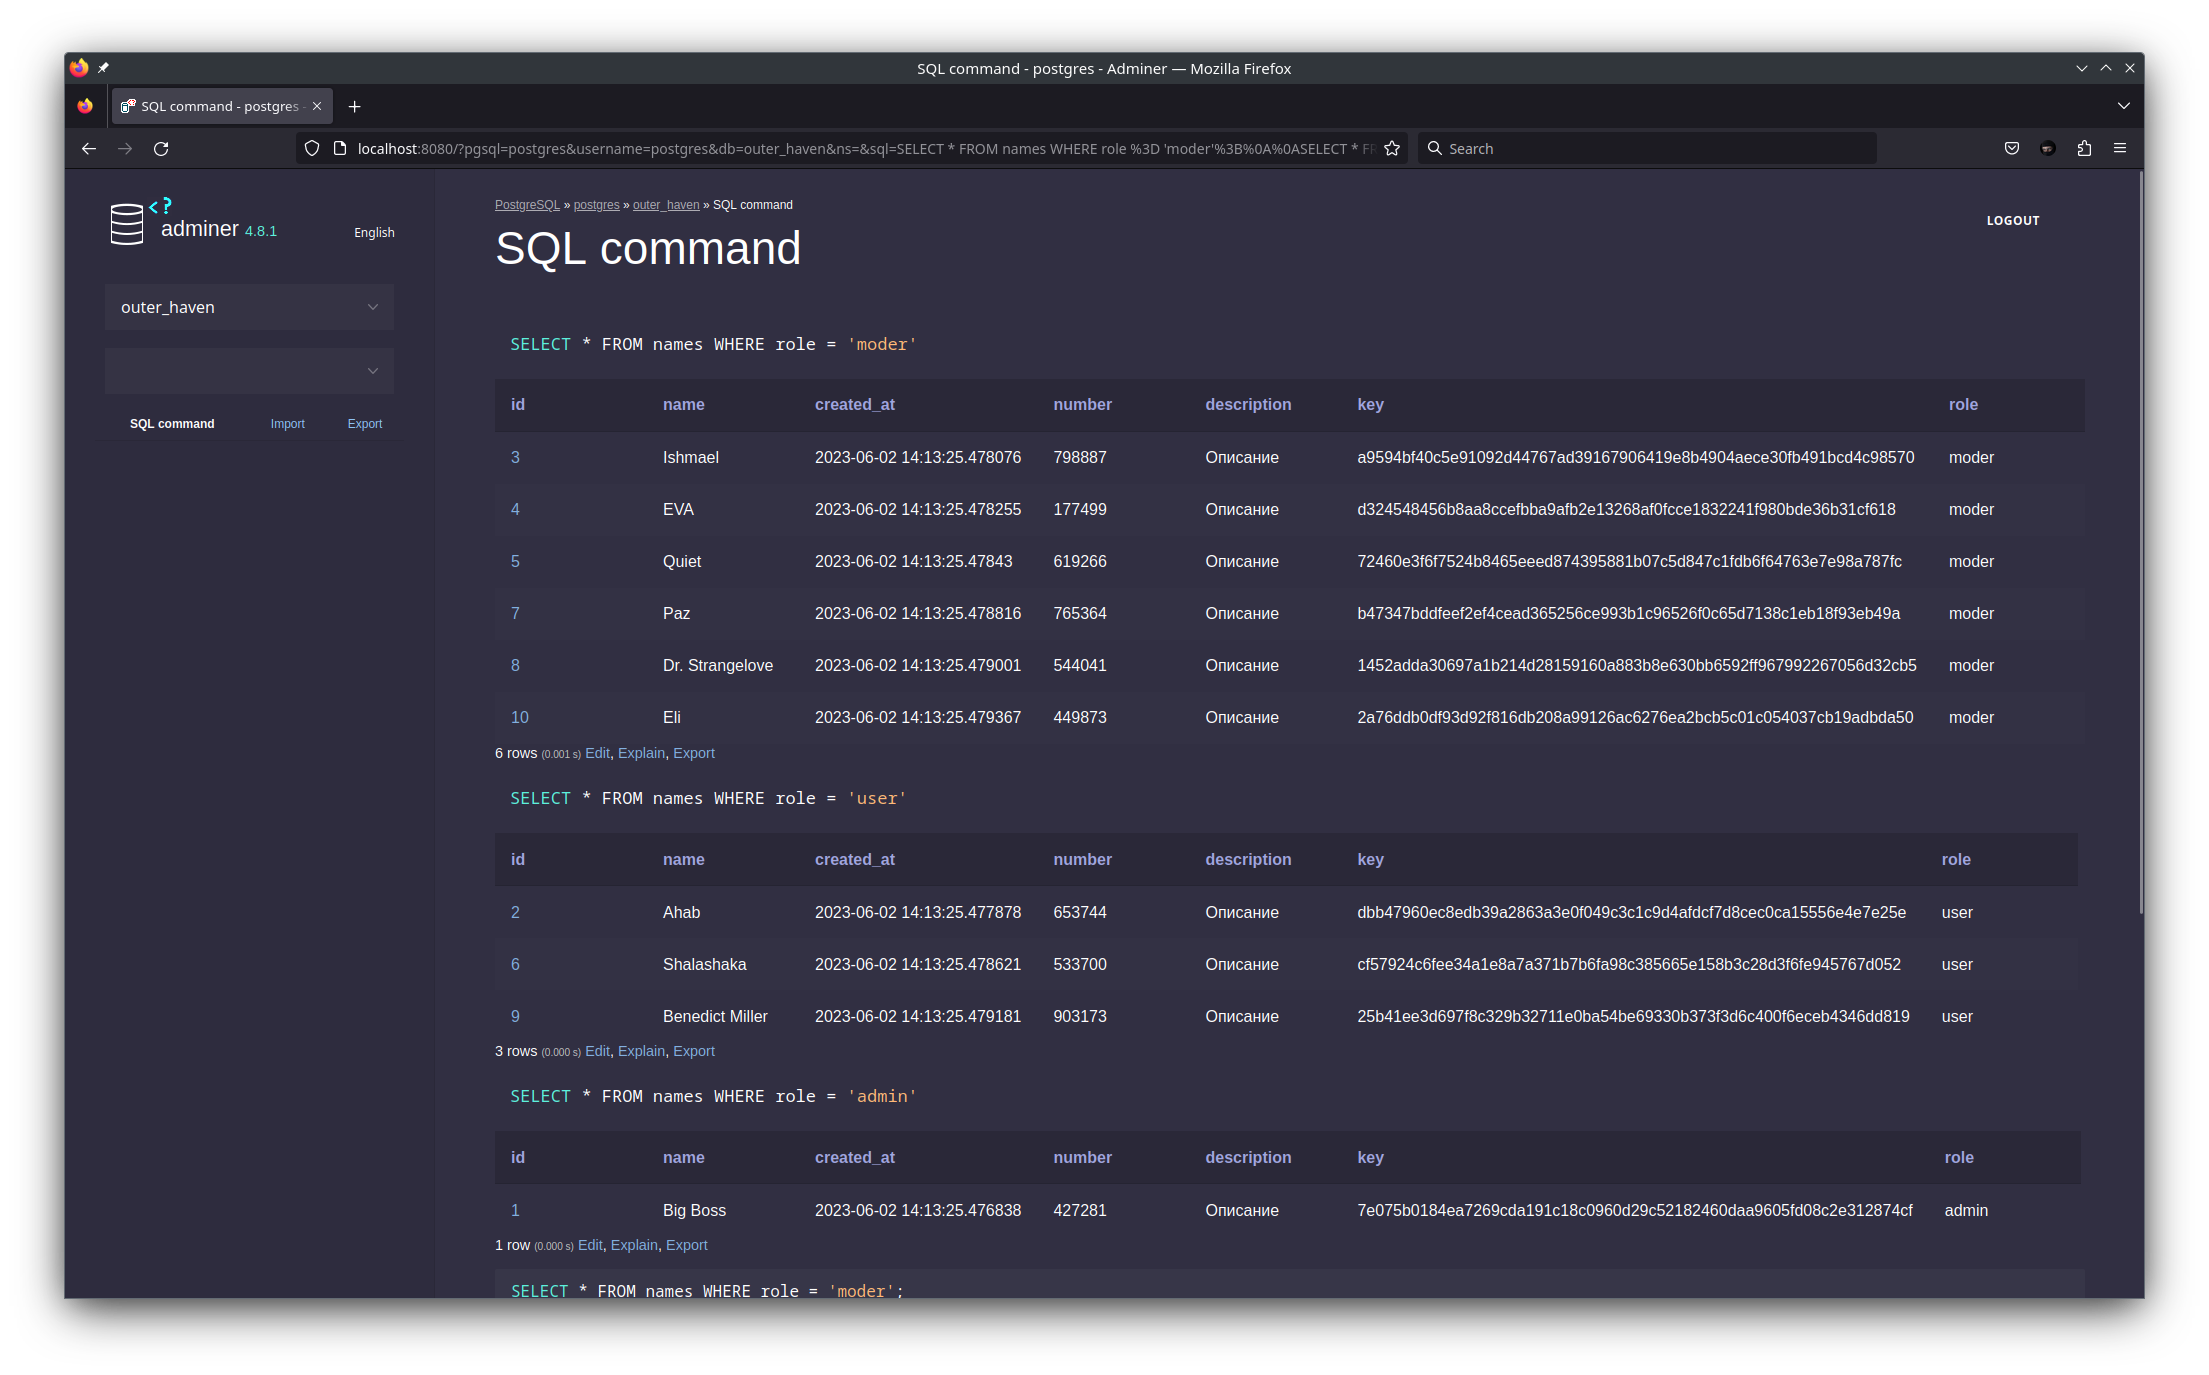 SQL command - postgres - Adminer — Mozilla Firefox
SQL command - postgres -
localhost:8080/?pgsql=postgres&username=postgres&db=outer_haven&ns=&sql=SELECT * FROM names WHERE role %3D 'moder'%3B%0A%0ASELECT * FR
Search
adminer 4.8.1
English
outer_haven
SQL command Import Export
PostgreSQL » postgres » outer_haven » SQL command
LOGOUT
SQL command
SELECT * FROM names WHERE role = 'moder'
id name created_at number description key role
3 Ishmael 2023-06-02 14:13:25.478076 798887 Описание a9594bf40c5e91092d44767ad39167906419e8b4904aece30fb491bcd4c98570 moder
4 EVA 2023-06-02 14:13:25.478255 177499 Описание d324548456b8aa8ccefbba9afb2e13268af0fcce1832241f980bde36b31cf618 moder
5 Quiet 2023-06-02 14:13:25.47843 619266 Описание 72460e3f6f7524b8465eeed874395881b07c5d847c1fdb6f64763e7e98a787fc moder
7 Paz 2023-06-02 14:13:25.478816 765364 Описание b47347bddfeef2ef4cead365256ce993b1c96526f0c65d7138c1eb18f93eb49a moder
8 Dr. Strangelove 2023-06-02 14:13:25.479001 544041 Описание 1452adda30697a1b214d28159160a883b8e630bb6592ff967992267056d32cb5 moder
10 Eli 2023-06-02 14:13:25.479367 449873 Описание 2a76ddb0df93d92f816db208a99126ac6276ea2bcb5c01c054037cb19adbda50 moder
6 rows (0.001 s) Edit, Explain, Export
SELECT * FROM names WHERE role = 'user'
id name created_at number description key role
2 Ahab 2023-06-02 14:13:25.477878 653744 Описание dbb47960ec8edb39a2863a3e0f049c3c1c9d4afdcf7d8cec0ca15556e4e7e25e user
6 Shalashaka 2023-06-02 14:13:25.478621 533700 Описание cf57924c6fee34a1e8a7a371b7b6fa98c385665e158b3c28d3f6fe945767d052 user
9 Benedict Miller 2023-06-02 14:13:25.479181 903173 Описание 25b41ee3d697f8c329b32711e0ba54be69330b373f3d6c400f6eceb4346dd819 user
3 rows (0.000 s) Edit, Explain, Export
SELECT * FROM names WHERE role = 'admin'
id name created_at number description key role
1 Big Boss 2023-06-02 14:13:25.476838 427281 Описание 7e075b0184ea7269cda191c18c0960d29c52182460daa9605fd08c2e312874cf admin
1 row (0.000 s) Edit, Explain, Export
SELECT * FROM names WHERE role = 'moder';